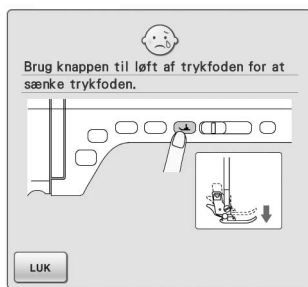 Brug knappen til løft af trykfoden for at
sænke trykfoden.
LUK